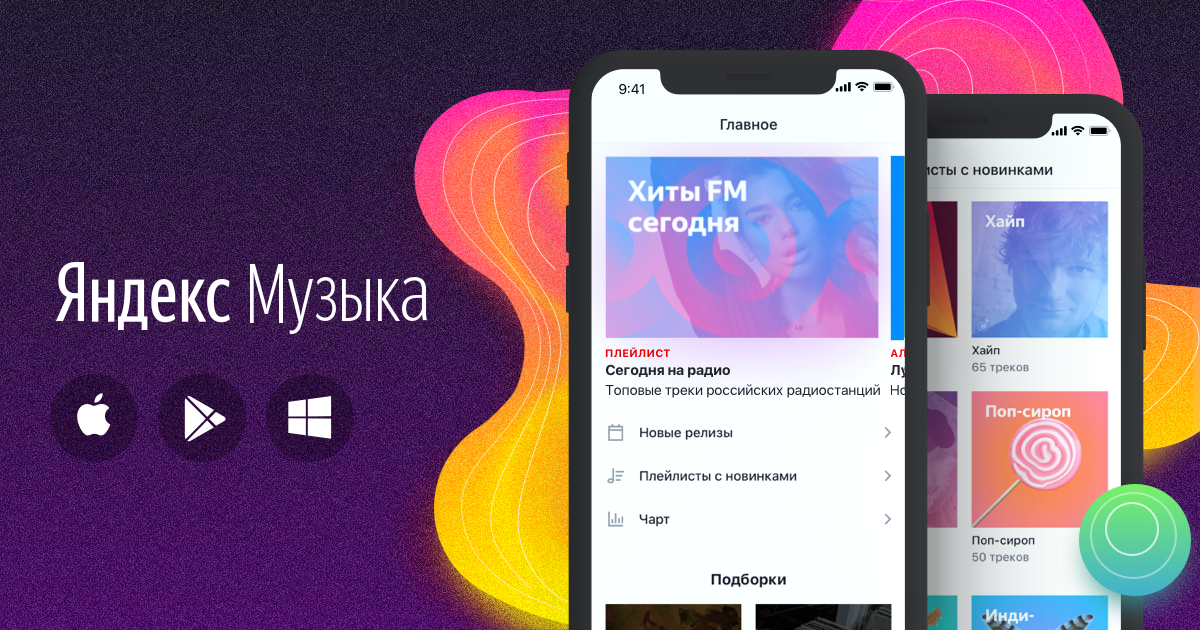 Яндекс Музыка
9:41
Главное
Хиты FM
сегодня
ПЛЕЙЛИСТ
Сегодня на радио
Топовые треки российских радиостанций
Новые релизы
Плейлисты с новинками
Чарт
Подборки
с новинками
Хайп
Хайп
65 треков
Поп-сироп
Поп-сироп
50 треков
Инди-